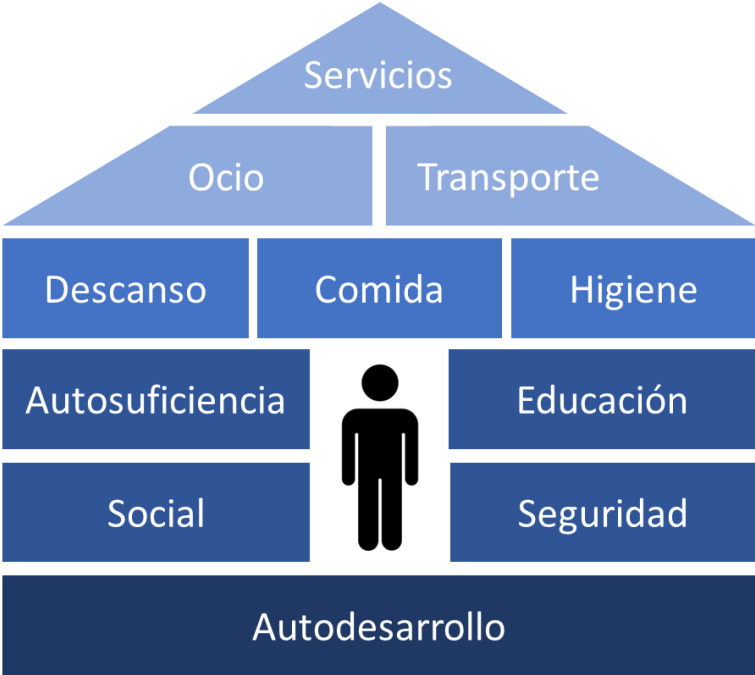 Servicios
Ocio
Transporte
Descanso
Comida
Higiene
Autosuficiencia
Educación
Social
Seguridad
Autodesarrollo